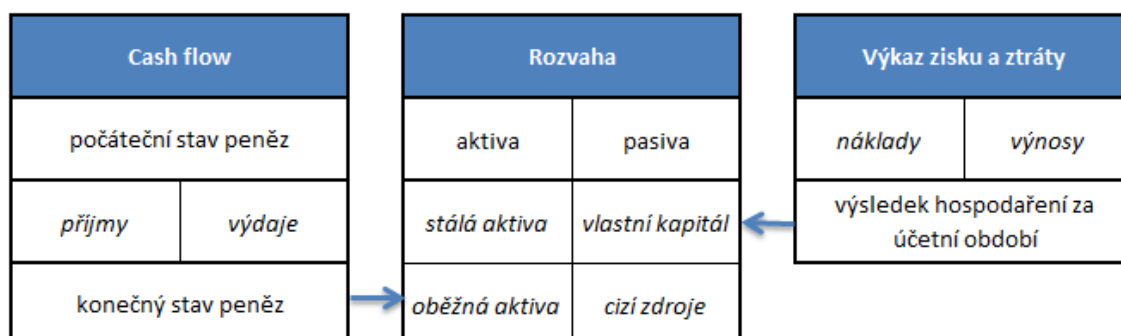 Cash flow
počáteční stav peněz
příjmy výdaje
konečný stav peněz
Rozvaha
aktiva pasiva
stálá aktiva vlastní kapitál
oběžná aktiva cizí zdroje
Výkaz zisku a ztráty
náklady výnosy
výsledek hospodaření za
účetní období